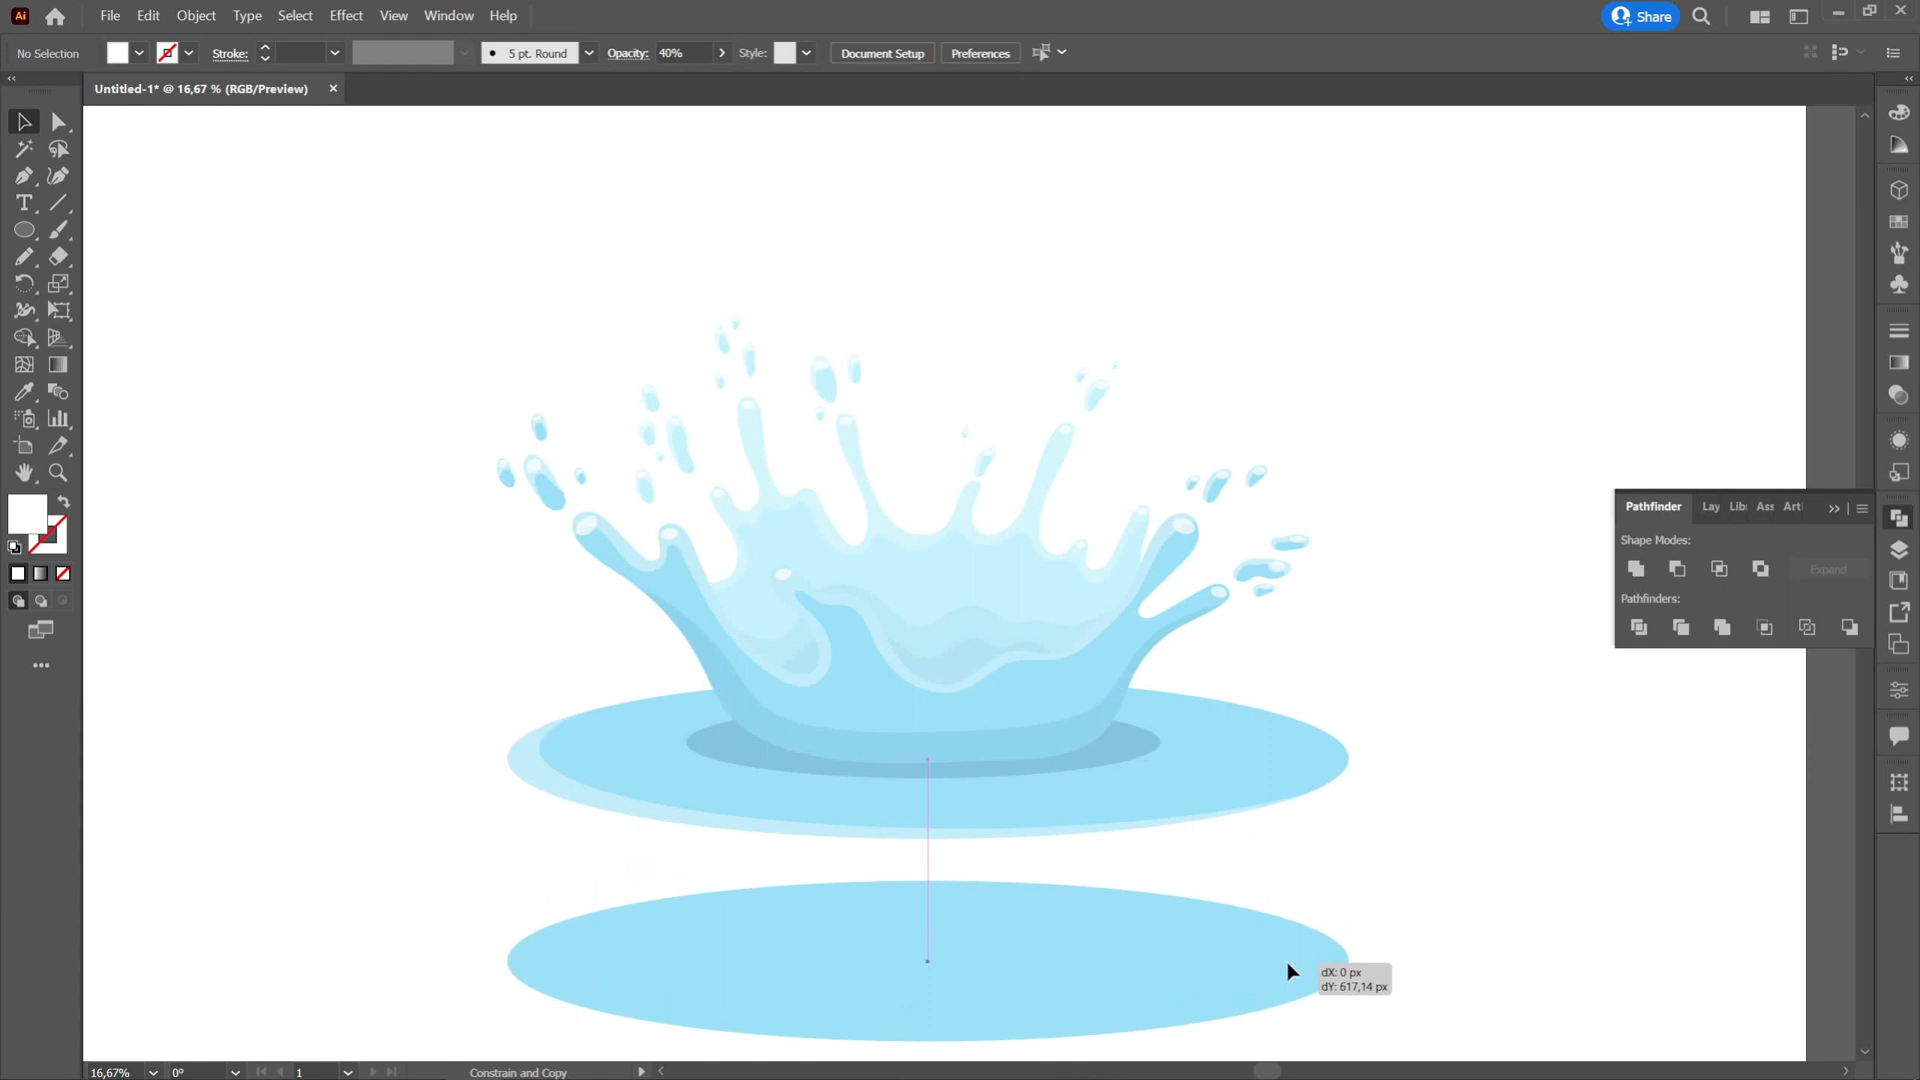 Ai File Edit Object Type Select Effect View Window Help Share
No Selection Stroke: 5 pt. Round Opacity: 40% Style: Document Setup Preferences
Untitled-1* @ 16,67 % (RGB/Preview) ×
Pathfinder Lay Lib Ass Art
Shape Modes:
Expand
Pathfinders:
dX: 0 px
dY: 617,14 px
16,67% 0° 1 Constrain and Copy